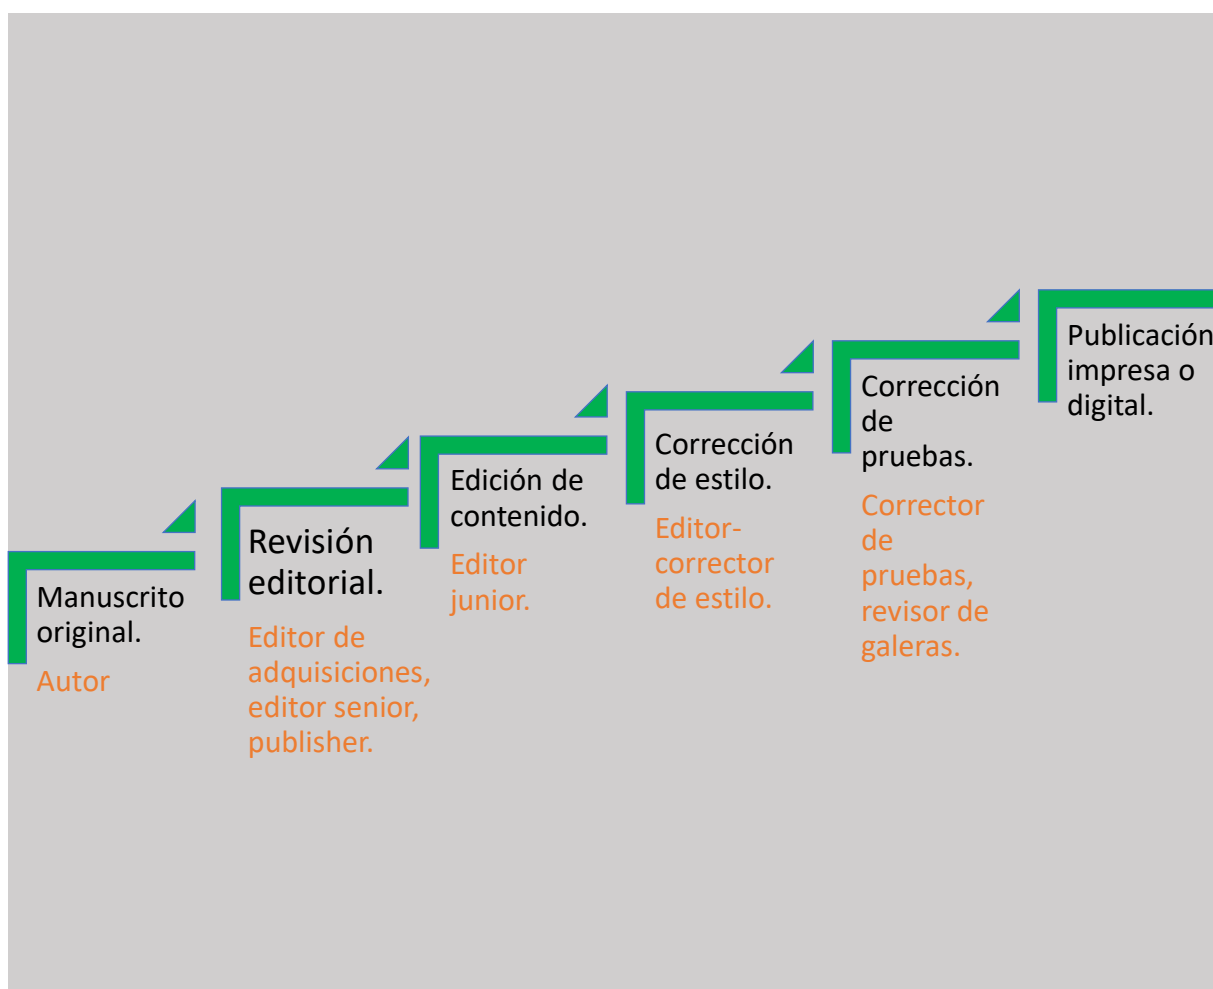 Manuscrito
original.
Autor
Revisión
editorial.
Editor de
adquisiciones,
editor senior,
publisher.
Edición de
contenido.
Editor
junior.
Corrección
de estilo.
Editor-
corrector
de estilo.
Corrección
de
pruebas.
Corrector
de
pruebas,
revisor de
galeras.
Publicación
impresa o
digital.